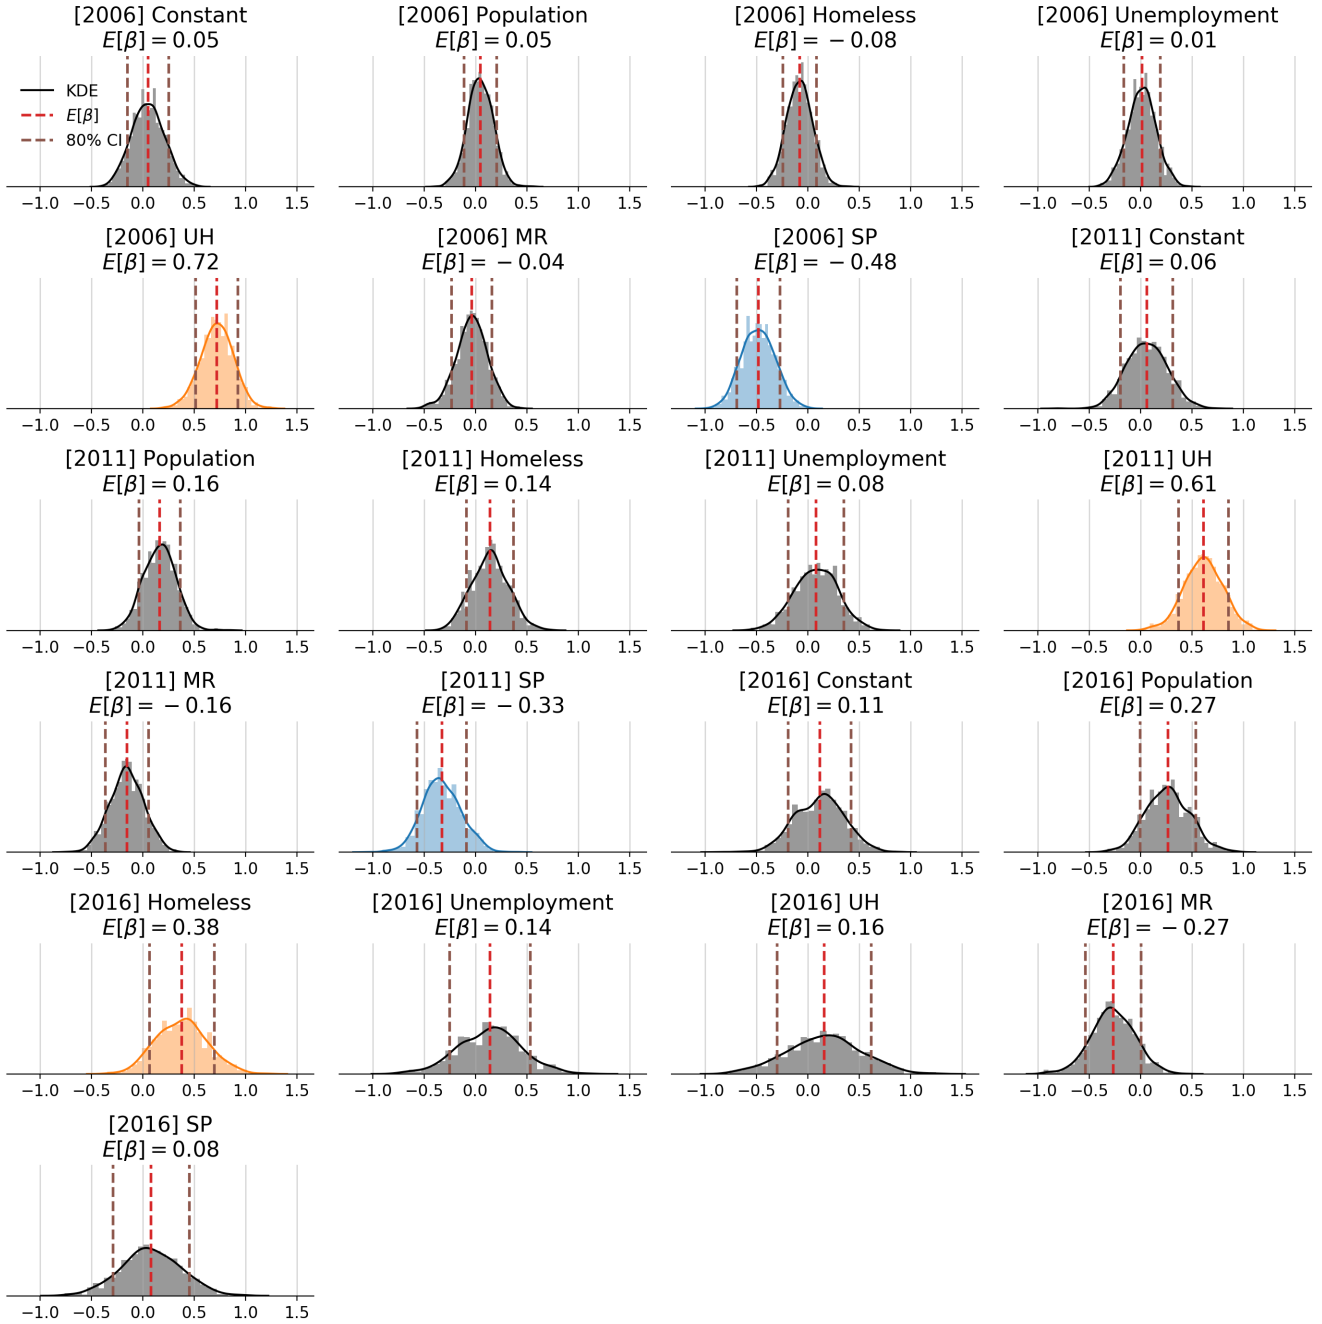 [2006] Constant
E[β] = 0.05
KDE
E[β]
80% CI
−1.0 −0.5 0.0 0.5 1.0 1.5
[2006] Population
E[β] = 0.05
−1.0 −0.5 0.0 0.5 1.0 1.5
[2006] Homeless
E[β] = −0.08
−1.0 −0.5 0.0 0.5 1.0 1.5
[2006] Unemployment
E[β] = 0.01
−1.0 −0.5 0.0 0.5 1.0 1.5
[2006] UH
E[β] = 0.72
−1.0 −0.5 0.0 0.5 1.0 1.5
[2006] MR
E[β] = −0.04
−1.0 −0.5 0.0 0.5 1.0 1.5
[2006] SP
E[β] = −0.48
−1.0 −0.5 0.0 0.5 1.0 1.5
[2011] Constant
E[β] = 0.06
−1.0 −0.5 0.0 0.5 1.0 1.5
[2011] Population
E[β] = 0.16
−1.0 −0.5 0.0 0.5 1.0 1.5
[2011] Homeless
E[β] = 0.14
−1.0 −0.5 0.0 0.5 1.0 1.5
[2011] Unemployment
E[β] = 0.08
−1.0 −0.5 0.0 0.5 1.0 1.5
[2011] UH
E[β] = 0.61
−1.0 −0.5 0.0 0.5 1.0 1.5
[2011] MR
E[β] = −0.16
−1.0 −0.5 0.0 0.5 1.0 1.5
[2011] SP
E[β] = −0.33
−1.0 −0.5 0.0 0.5 1.0 1.5
[2016] Constant
E[β] = 0.11
−1.0 −0.5 0.0 0.5 1.0 1.5
[2016] Population
E[β] = 0.27
−1.0 −0.5 0.0 0.5 1.0 1.5
[2016] Homeless
E[β] = 0.38
−1.0 −0.5 0.0 0.5 1.0 1.5
[2016] Unemployment
E[β] = 0.14
−1.0 −0.5 0.0 0.5 1.0 1.5
[2016] UH
E[β] = 0.16
−1.0 −0.5 0.0 0.5 1.0 1.5
[2016] MR
E[β] = −0.27
−1.0 −0.5 0.0 0.5 1.0 1.5
[2016] SP
E[β] = 0.08
−1.0 −0.5 0.0 0.5 1.0 1.5